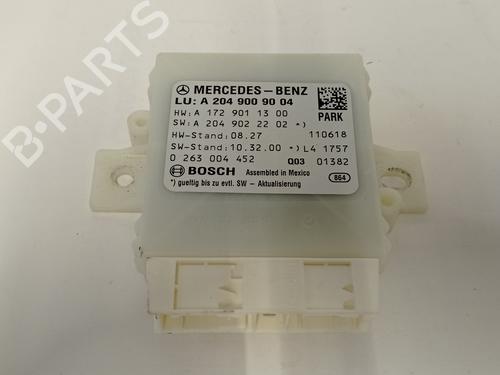 MERCEDES-BENZ
LU: A 204 900 90 04
HW: A 172 901 13 00
SW: A 204 902 22 02 *)
PARK
HW-Stand: 08.27 110618
SW-Stand: 10.32.00 *) L4 1757
0 263 004 452 Q03 01382
BOSCH Assembled in Mexico
*) gueltig bis zu evtl. SW - Aktualisierung 864
B-PARTS